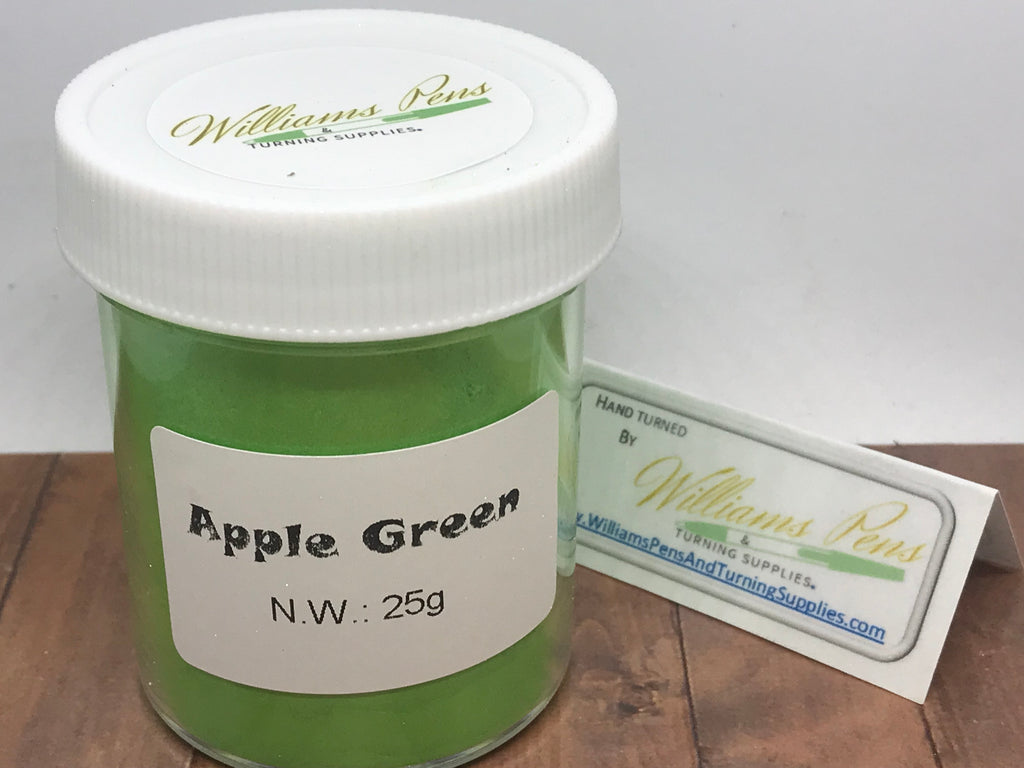 Williams Pens
&
TURNING SUPPLIES.
Apple Green
N.W.: 25g
HAND TURNED
BY
Williams Pens
&
TURNING SUPPLIES.
.WilliamsPensAndTurningSupplies.com